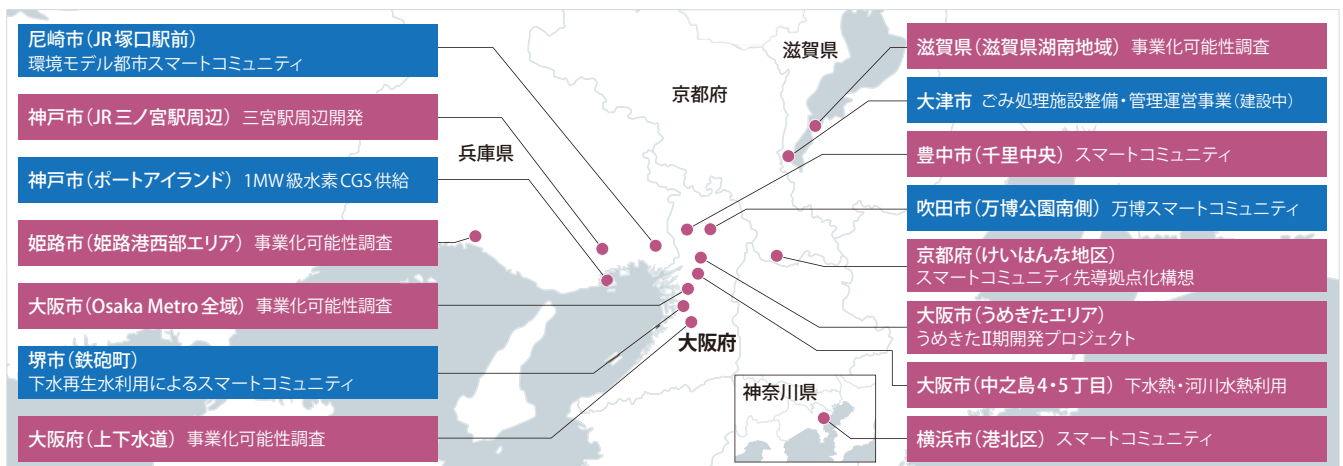 尼崎市(JR塚口駅前)
環境モデル都市スマートコミュニティ
神戸市(JR三ノ宮駅周辺) 三宮駅周辺開発
神戸市(ポートアイランド) 1MW級水素CGS供給
姫路市(姫路港西部エリア) 事業化可能性調査
大阪市(Osaka Metro全域) 事業化可能性調査
堺市(鉄砲町)
下水再生水利用によるスマートコミュニティ
大阪府(上下水道) 事業化可能性調査
兵庫県
京都府
滋賀県
大阪府
神奈川県
滋賀県(滋賀県湖南地域) 事業化可能性調査
大津市 ごみ処理施設整備・管理運営事業(建設中)
豊中市(千里中央) スマートコミュニティ
吹田市(万博公園南側) 万博スマートコミュニティ
京都府(けいはんな地区)
スマートコミュニティ先導拠点化構想
大阪市(うめきたエリア)
うめきたⅡ期開発プロジェクト
大阪市(中之島4・5丁目) 下水熱・河川水熱利用
横浜市(港北区) スマートコミュニティ